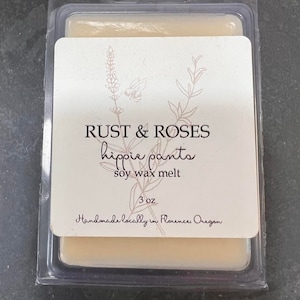 RUST & ROSES
hippie pants
soy wax melt
3 oz
Handmade locally in Florence, Oregon